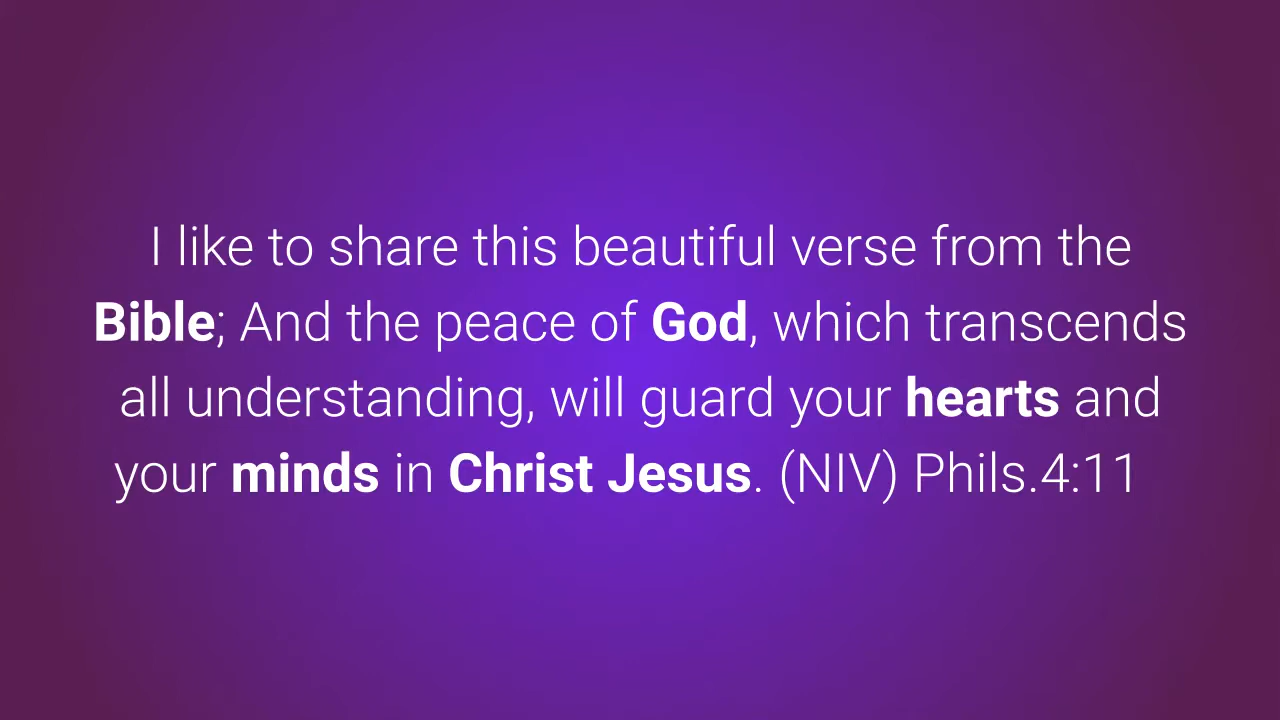 I like to share this beautiful verse from the
Bible; And the peace of God, which transcends
all understanding, will guard your hearts and
your minds in Christ Jesus. (NIV) Phils.4:11